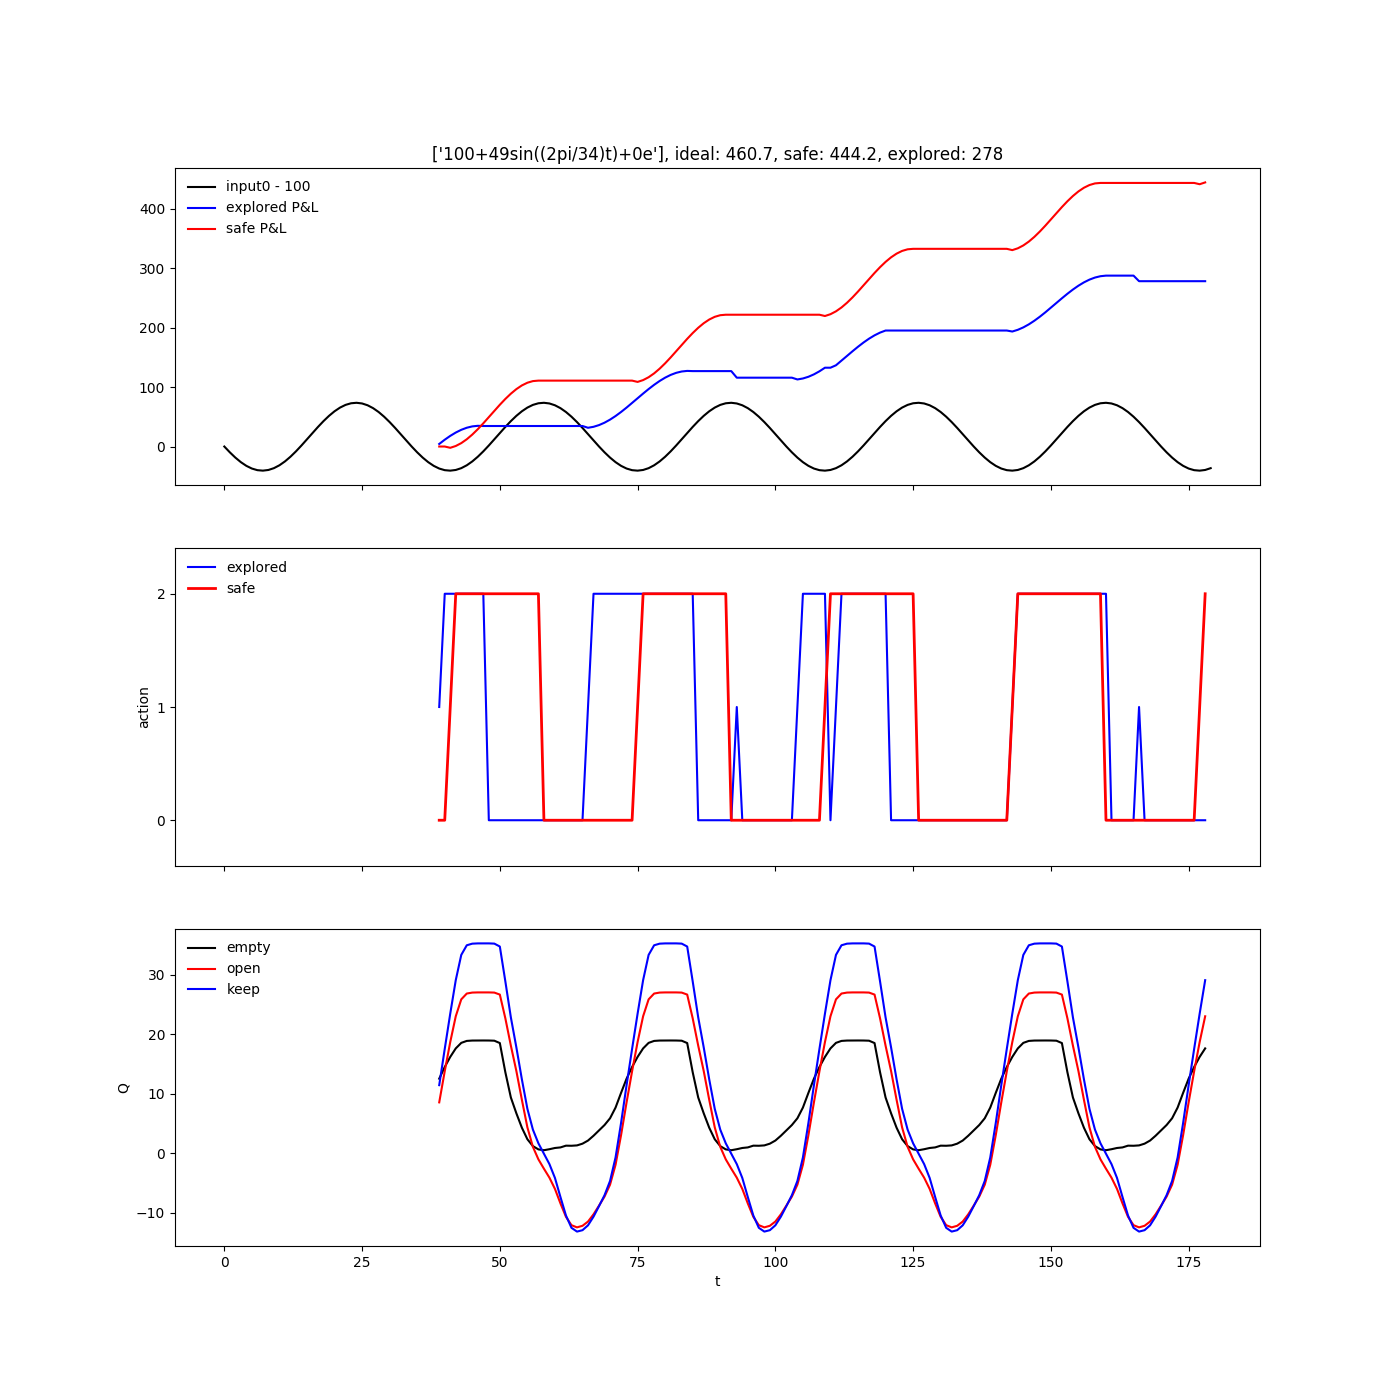 ['100+49sin((2pi/34)t)+0e'], ideal: 460.7, safe: 444.2, explored: 278
input0 - 100
explored P&L
safe P&L
400
300
200
100
0
explored
safe
2
1
0
action
empty
open
keep
30
20
10
0
−10
Q
0 25 50 75 100 125 150 175
t